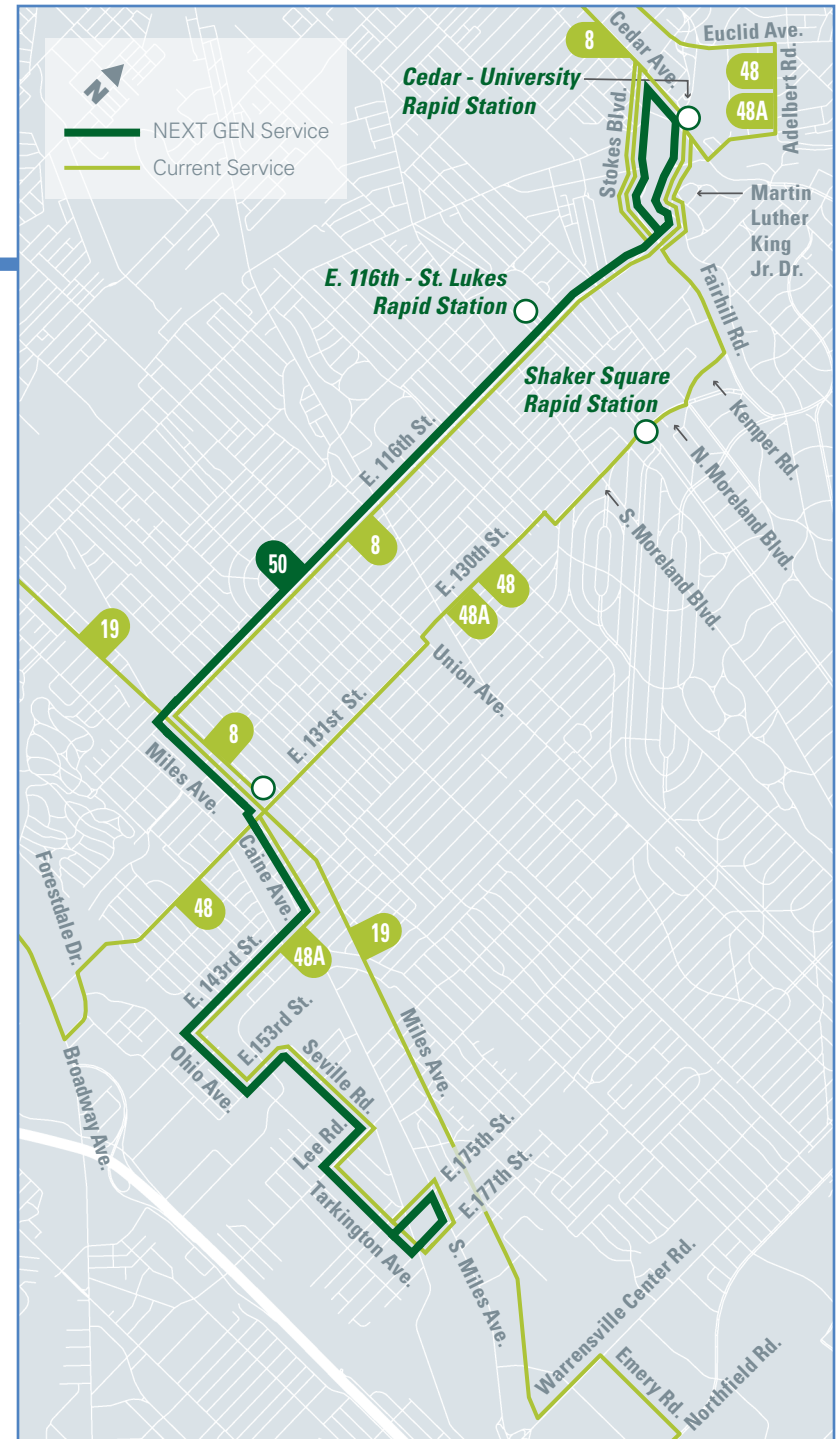 Euclid Ave.
Cedar Ave.
8
48
48A
Adelbert Rd.
N
NEXT GEN Service
Current Service
Cedar - University
Rapid Station
Stokes Blvd.
Martin
Luther
King
Jr. Dr.
E. 116th - St. Lukes
Rapid Station
Fairhill Rd.
Shaker Square
Rapid Station
Kemper Rd.
N. Moreland Blvd.
S. Moreland Blvd.
E. 116th St.
8
50
E. 130th St.
48
48A
Union Ave.
19
E. 131st St.
8
Miles Ave.
Caine Ave.
Forestdale Dr.
48
19
48A
E. 143rd St.
E.153rd St.
Seville Rd.
Miles Ave.
Ohio Ave.
Broadway Ave.
Lee Rd.
E.175th St.
E.177th St.
Tarkington Ave.
S. Miles Ave.
Warrensville Center Rd.
Emery Rd.
Northfield Rd.